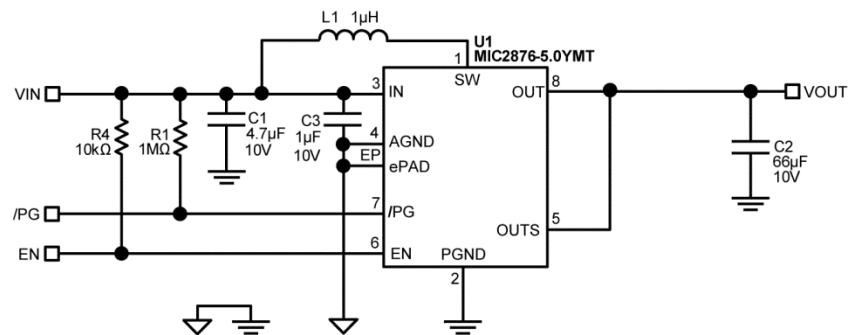 L1 1µH
U1
MIC2876-5.0YMT
1
SW
VIN
3
IN
OUT
8
VOUT
R4
10kΩ
R1
1MΩ
C1
4.7µF
10V
C3
1µF
10V
4
AGND
EP
ePAD
C2
66µF
10V
/PG
7
/PG
OUTS
5
EN
6
EN
PGND
2